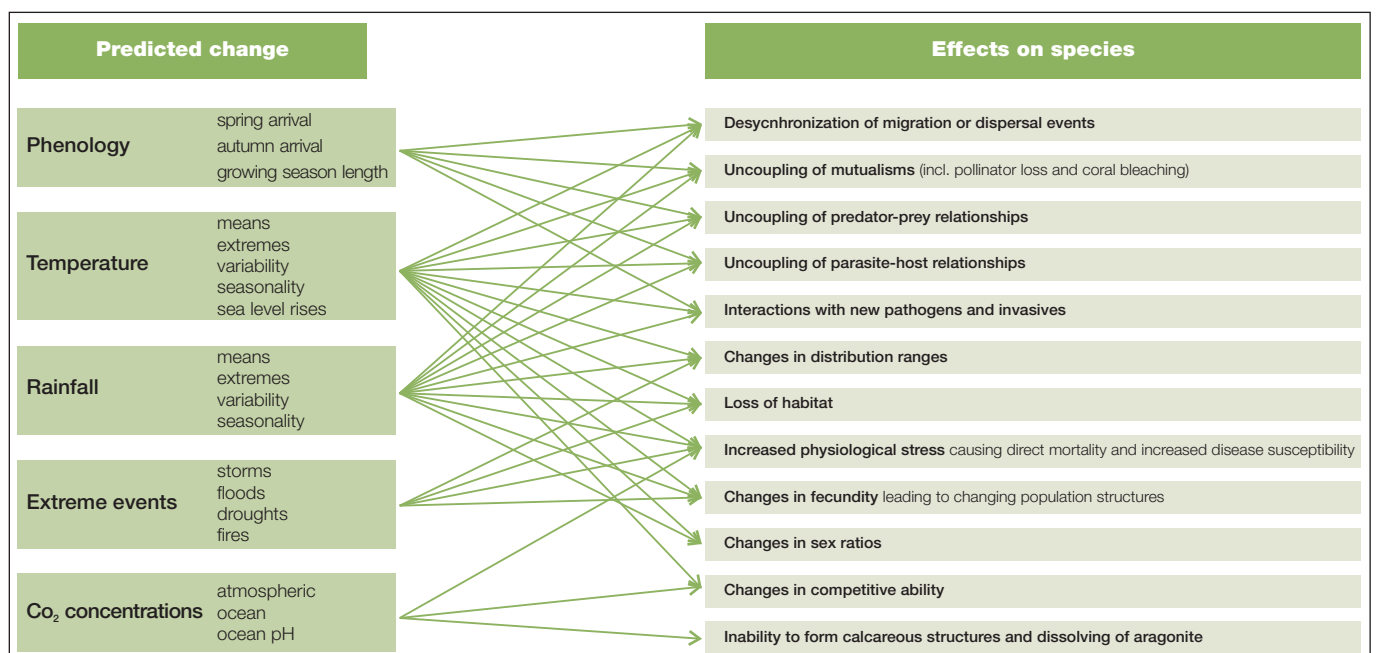 Predicted change
Effects on species
Phenology
spring arrival
autumn arrival
growing season length
Temperature
means
extremes
variability
seasonality
sea level rises
Rainfall
means
extremes
variability
seasonality
Extreme events
storms
floods
droughts
fires
Co₂ concentrations
atmospheric
ocean
ocean pH
Desycnhronization of migration or dispersal events
Uncoupling of mutualisms (incl. pollinator loss and coral bleaching)
Uncoupling of predator-prey relationships
Uncoupling of parasite-host relationships
Interactions with new pathogens and invasives
Changes in distribution ranges
Loss of habitat
Increased physiological stress causing direct mortality and increased disease susceptibility
Changes in fecundity leading to changing population structures
Changes in sex ratios
Changes in competitive ability
Inability to form calcareous structures and dissolving of aragonite